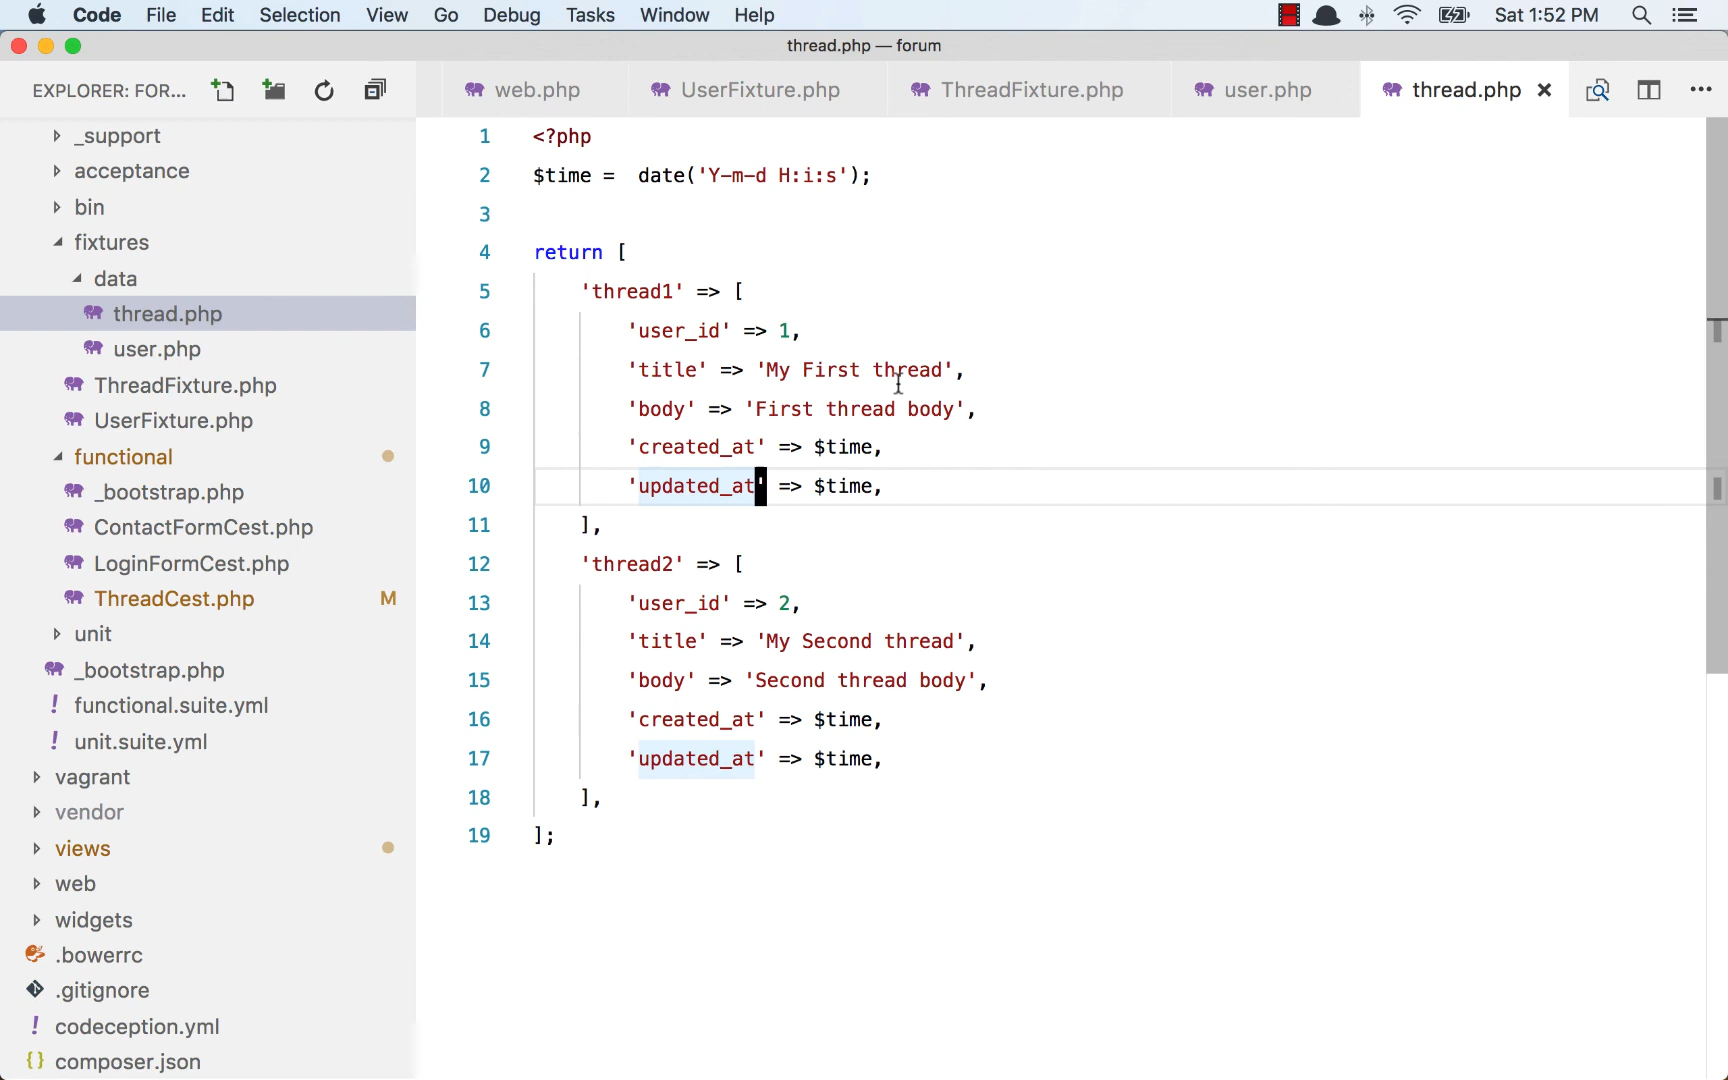 Code File Edit Selection View Go Debug Tasks Window Help Sat 1:52 PM
thread.php — forum
EXPLORER: FOR... web.php UserFixture.php ThreadFixture.php user.php thread.php
_support
acceptance
bin
fixtures
data
thread.php
user.php
ThreadFixture.php
UserFixture.php
functional
_bootstrap.php
ContactFormCest.php
LoginFormCest.php
ThreadCest.php M
unit
_bootstrap.php
functional.suite.yml
unit.suite.yml
vagrant
vendor
views
web
widgets
.bowerrc
.gitignore
codeception.yml
composer.json
1 <?php
2 $time =  date('Y-m-d H:i:s');
3
4 return [
5 'thread1' => [
6 'user_id' => 1,
7 'title' => 'My First thread',
8 'body' => 'First thread body',
9 'created_at' => $time,
10 'updated_at' => $time,
11 ],
12 'thread2' => [
13 'user_id' => 2,
14 'title' => 'My Second thread',
15 'body' => 'Second thread body',
16 'created_at' => $time,
17 'updated_at' => $time,
18 ],
19 ];